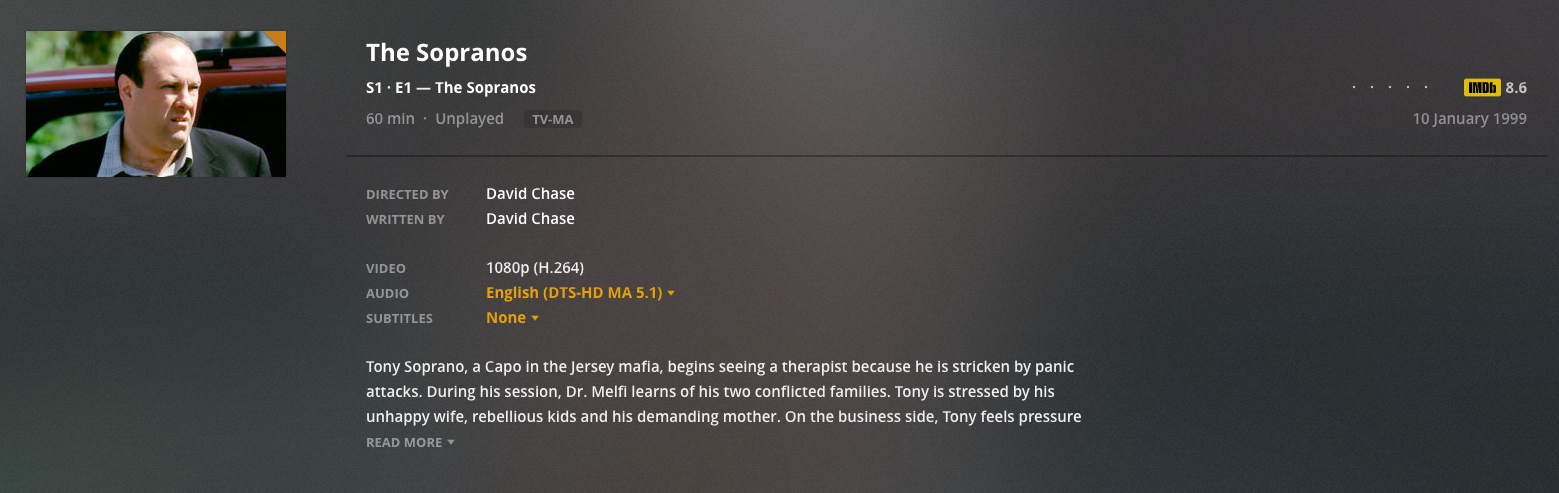 The Sopranos
S1 · E1 — The Sopranos
IMDb 8.6
60 min · Unplayed TV-MA
10 January 1999
DIRECTED BY David Chase
WRITTEN BY David Chase
VIDEO 1080p (H.264)
AUDIO English (DTS-HD MA 5.1)
SUBTITLES None
Tony Soprano, a Capo in the Jersey mafia, begins seeing a therapist because he is stricken by panic
attacks. During his session, Dr. Melfi learns of his two conflicted families. Tony is stressed by his
unhappy wife, rebellious kids and his demanding mother. On the business side, Tony feels pressure
READ MORE